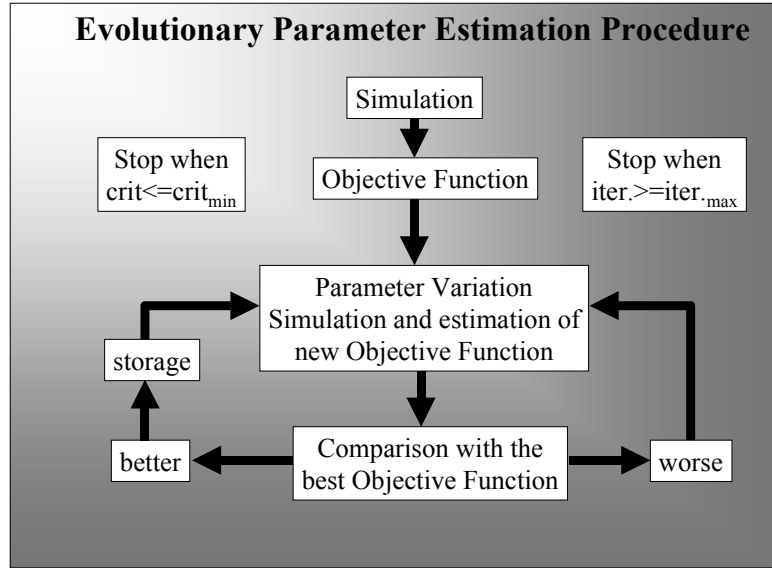 Evolutionary Parameter Estimation Procedure
Simulation
Stop when
crit<=crit_min
Objective Function
Stop when
iter.>=iter._max
Parameter Variation
Simulation and estimation of
new Objective Function
storage
better
Comparison with the
best Objective Function
worse